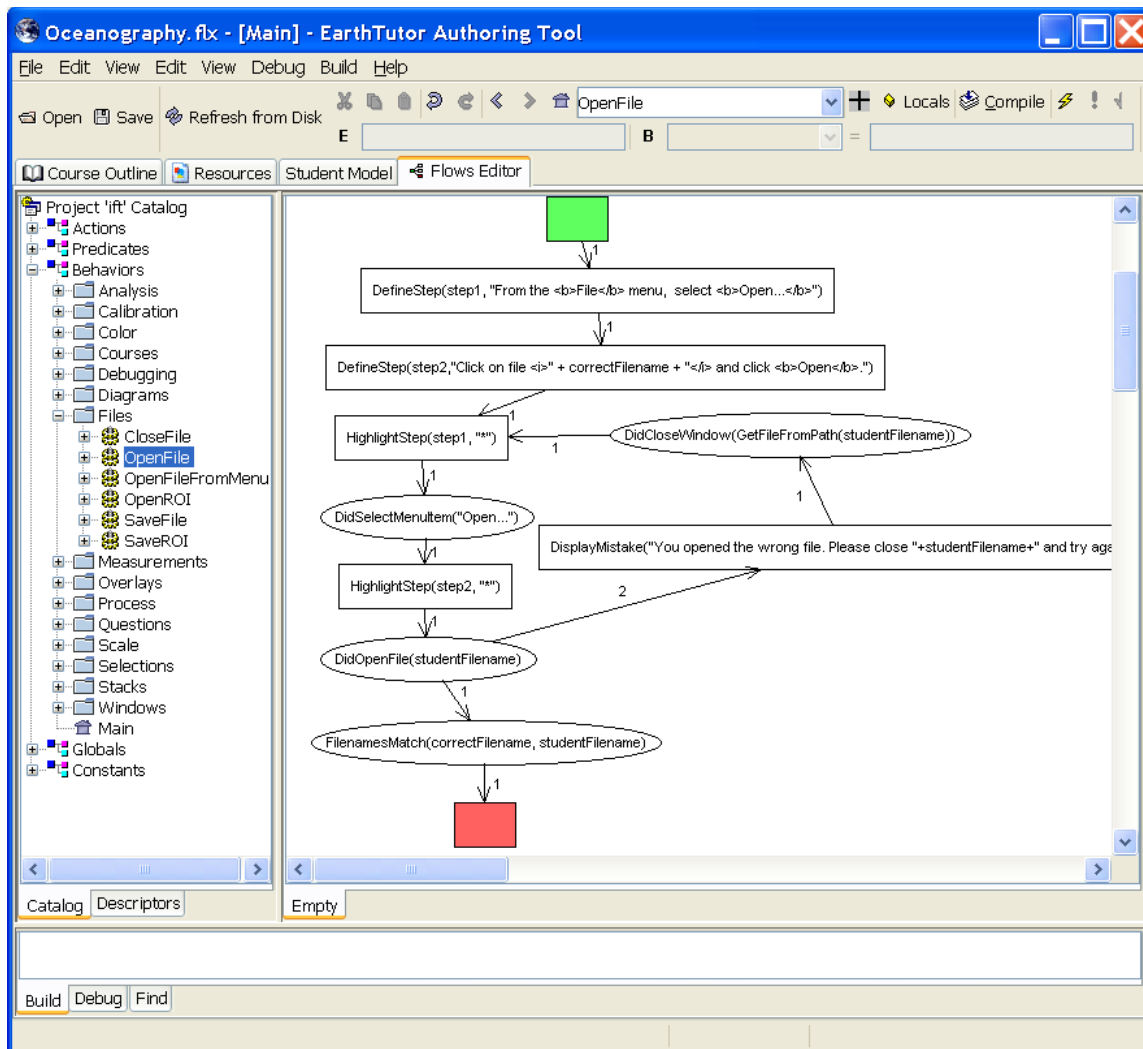 Oceanography.flx - [Main] - EarthTutor Authoring Tool
File Edit View Edit View Debug Build Help
Open Save Refresh from Disk OpenFile Locals Compile
E B =
Course Outline Resources Student Model Flows Editor
Project 'ift' Catalog
Actions
Predicates
Behaviors
Analysis
Calibration
Color
Courses
Debugging
Diagrams
Files
CloseFile
OpenFile
OpenFileFromMenu
OpenROI
SaveFile
SaveROI
Measurements
Overlays
Process
Questions
Scale
Selections
Stacks
Windows
Main
Globals
Constants
Catalog Descriptors
1
DefineStep(step1, "From the <b>File</b> menu, select <b>Open...</b>")
1
DefineStep(step2,"Click on file <i>" + correctFilename + "</i> and click <b>Open</b>.")
1
HighlightStep(step1, "*")
1
DidCloseWindow(GetFileFromPath(studentFilename))
1
DidSelectMenuItem("Open...")
1
1
DisplayMistake("You opened the wrong file. Please close "+studentFilename+" and try aga
HighlightStep(step2, "*")
2
1
DidOpenFile(studentFilename)
1
FilenamesMatch(correctFilename, studentFilename)
1
Empty
Build Debug Find